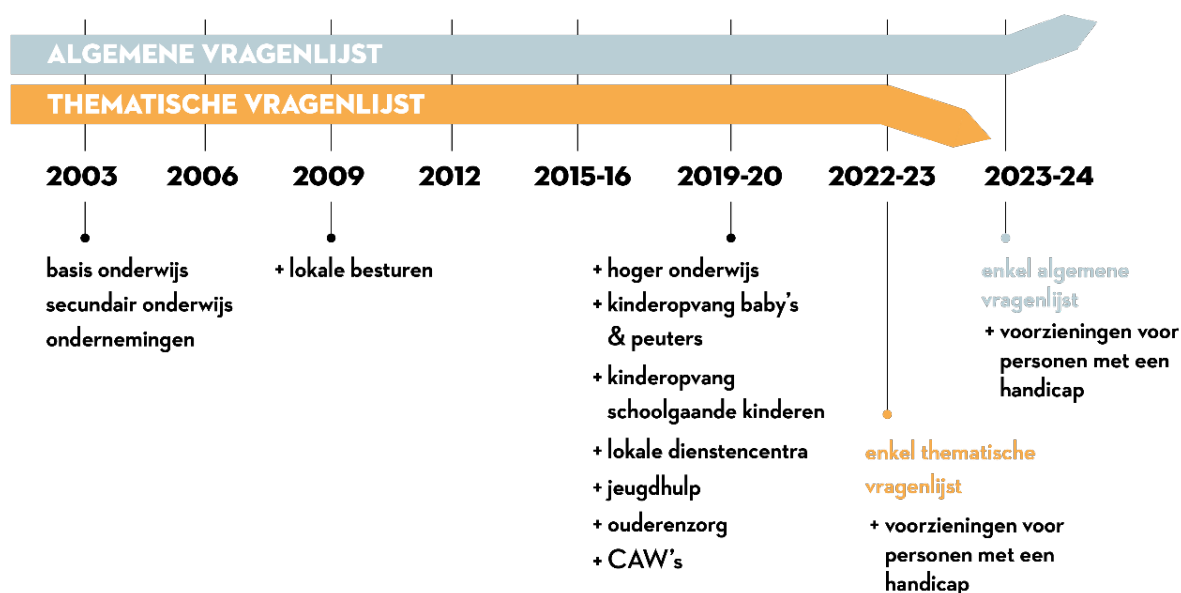 ALGEMENE VRAGENLIJST
THEMATISCHE VRAGENLIJST
2003 2006 2009 2012 2015-16 2019-20 2022-23 2023-24
basis onderwijs
secundair onderwijs
ondernemingen
+ lokale besturen
+ hoger onderwijs
+ kinderopvang baby's
& peuters
+ kinderopvang
schoolgaande kinderen
+ lokale dienstencentra
+ jeugdhulp
+ ouderenzorg
+ CAW's
enkel thematische
vragenlijst
+ voorzieningen voor
personen met een
handicap
enkel algemene
vragenlijst
+ voorzieningen voor
personen met een
handicap